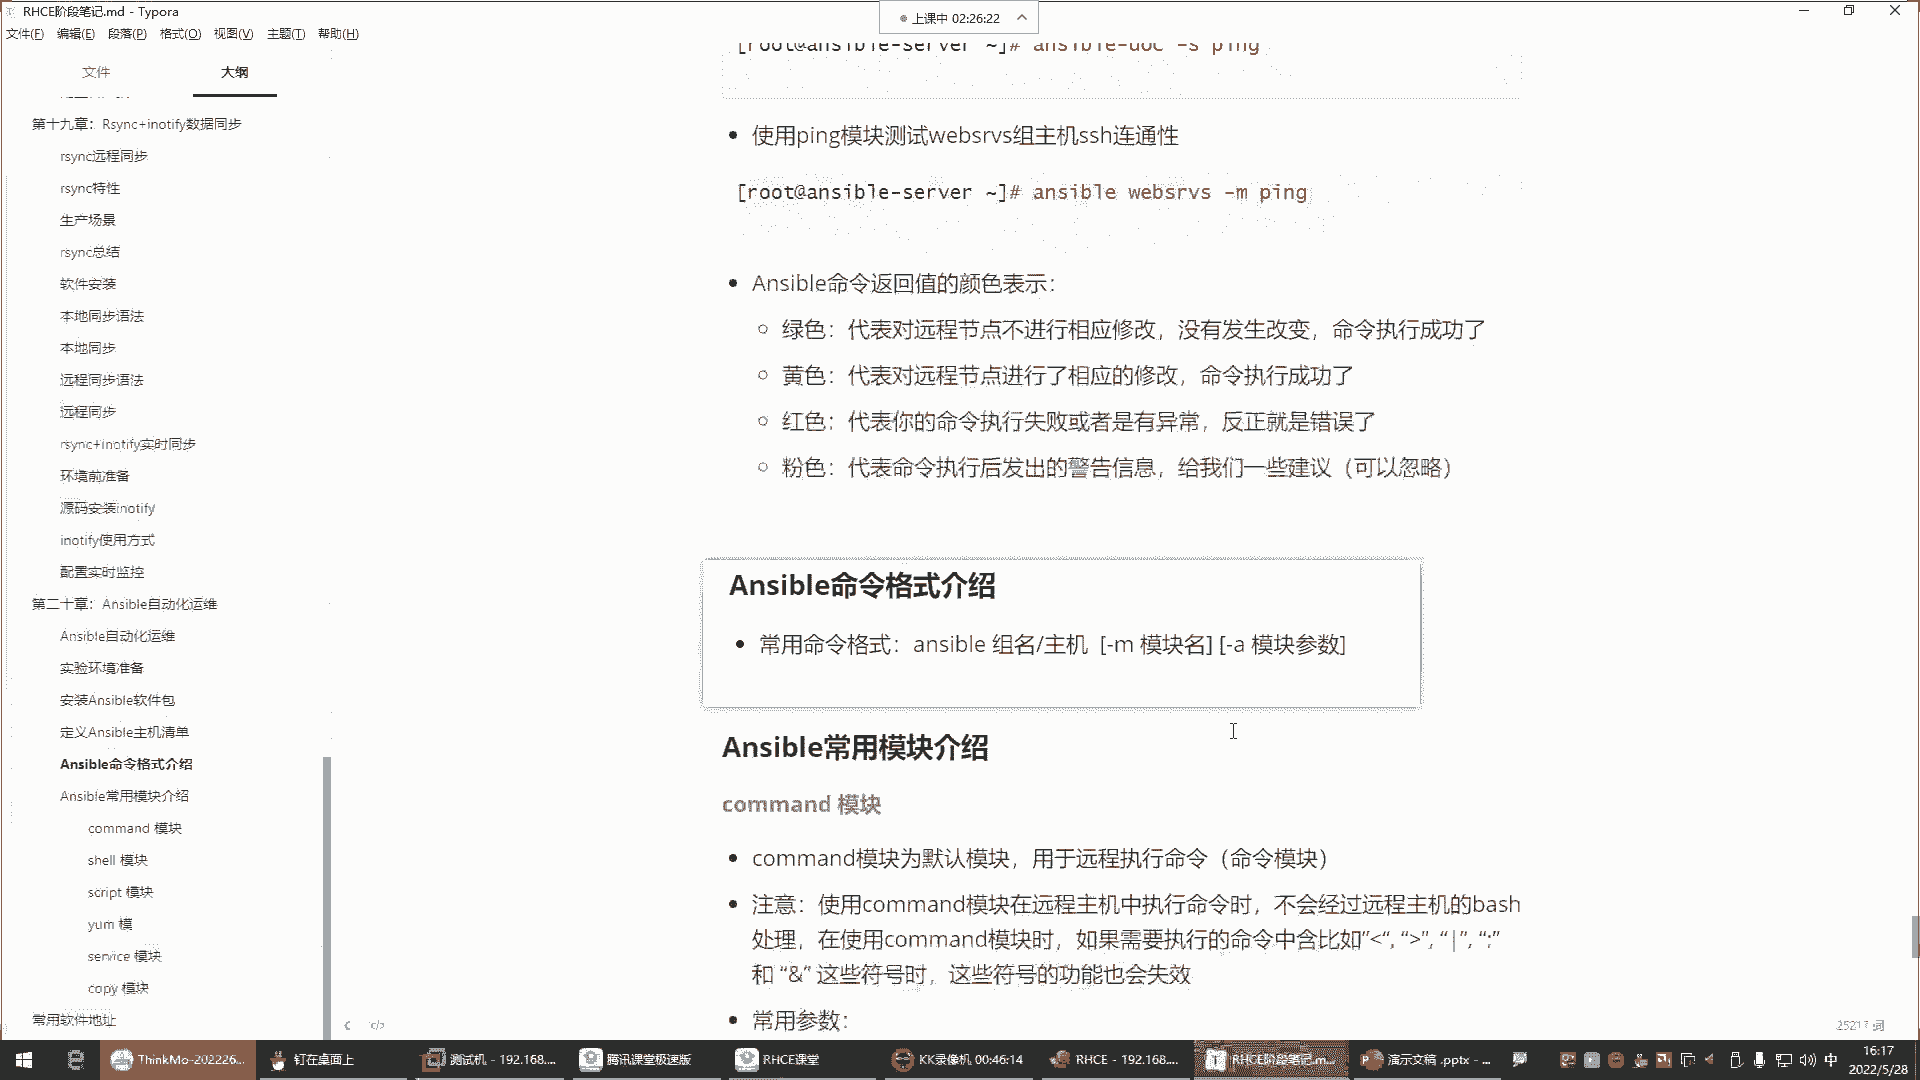 RHCE阶段笔记.md - Typora
上课中 02:26:22
文件(F) 编辑(E) 段落(P) 格式(O) 视图(V) 主题(T) 帮助(H)
文件 大纲
第十九章：Rsync+inotify数据同步
rsync远程同步
rsync特性
生产场景
rsync总结
软件安装
本地同步语法
本地同步
远程同步语法
远程同步
rsync+inotify实时同步
环境前准备
源码安装inotify
inotify使用方式
配置实时监控
第二十章：Ansible自动化运维
Ansible自动化运维
实验环境准备
安装Ansible软件包
定义Ansible主机清单
Ansible命令格式介绍
Ansible常用模块介绍
command 模块
shell 模块
script 模块
yum 模
service 模块
copy 模块
常用软件地址
[root@ansible-server ~]# ansible-doc -s ping
使用ping模块测试websrvs组主机ssh连通性
[root@ansible-server ~]# ansible websrvs -m ping
Ansible命令返回值的颜色表示：
绿色：代表对远程节点不进行相应修改，没有发生改变，命令执行成功了
黄色：代表对远程节点进行了相应的修改，命令执行成功了
红色：代表你的命令执行失败或者是有异常，反正就是错误了
粉色：代表命令执行后发出的警告信息，给我们一些建议（可以忽略）
Ansible命令格式介绍
常用命令格式：ansible 组名/主机 [-m 模块名] [-a 模块参数]
Ansible常用模块介绍
command 模块
command模块为默认模块，用于远程执行命令（命令模块）
注意：使用command模块在远程主机中执行命令时，不会经过远程主机的bash
处理，在使用command模块时，如果需要执行的命令中含比如”<“, “>”, “|”, “;”
和 “&” 这些符号时，这些符号的功能也会失效
常用参数：
25217 词
ThinkMo-202226... 钉在桌面上 测试机 - 192.168.... 腾讯课堂极速版 RHCE课堂 KK录像机 00:46:14 RHCE - 192.168.... RHCE阶段笔记.m... 演示文稿 .pptx - ... 中
16:17
2022/5/28